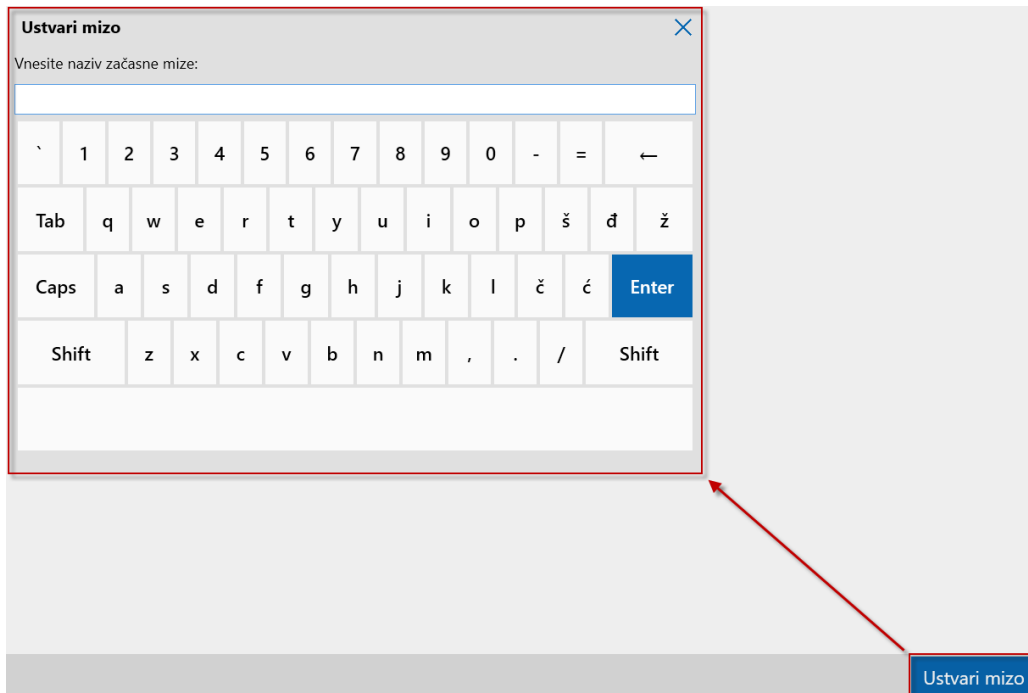 Ustvari mizo
Vnesite naziv začasne mize:
` 1 2 3 4 5 6 7 8 9 0 - = ←
Tab q w e r t y u i o p š đ ž
Caps a s d f g h j k l č ć Enter
Shift z x c v b n m , . / Shift
Ustvari mizo